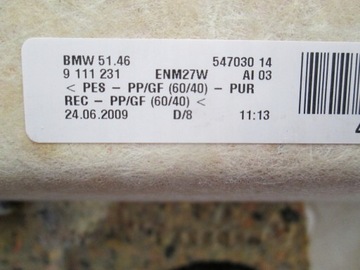 BMW 51.46 547030 14
9 111 231 ENM27W AI 03
< PES - PP/GF (60/40) - PUR
REC - PP/GF (60/40) <
24.06.2009 D/8 11:13